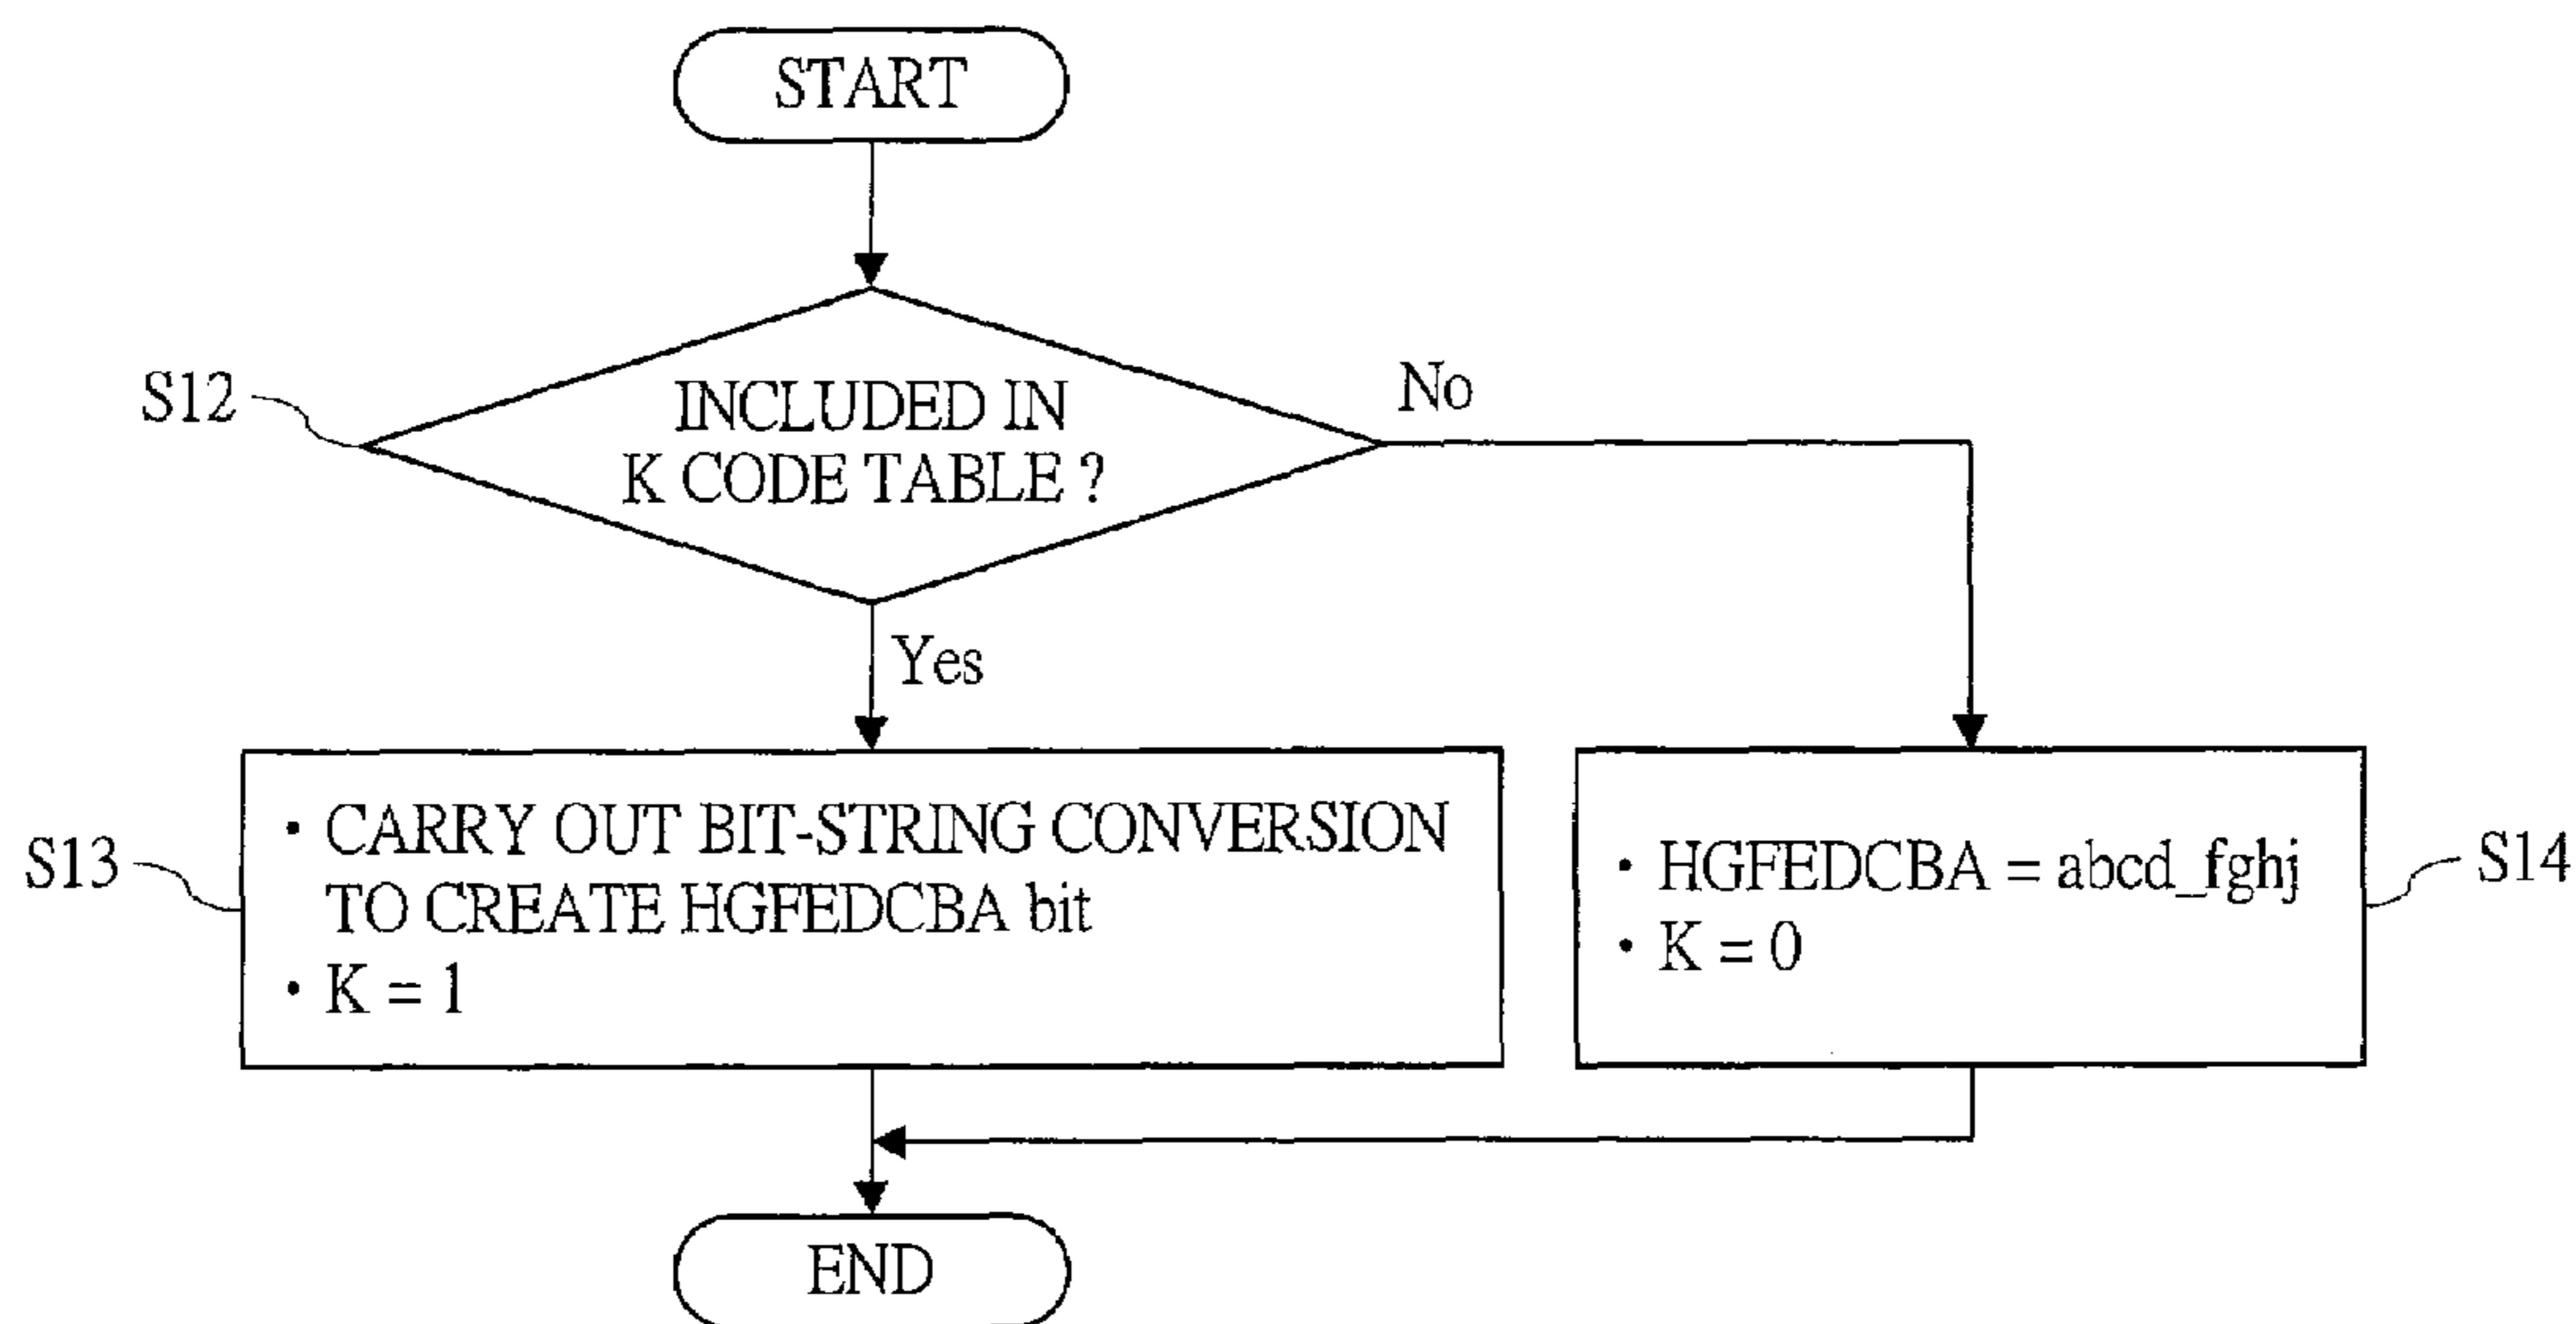 START
S12
INCLUDED IN
K CODE TABLE ?
No
Yes
S13
・CARRY OUT BIT-STRING CONVERSION
TO CREATE HGFEDCBA bit
・K = 1
・HGFEDCBA = abcd_fghj
・K = 0
S14
END